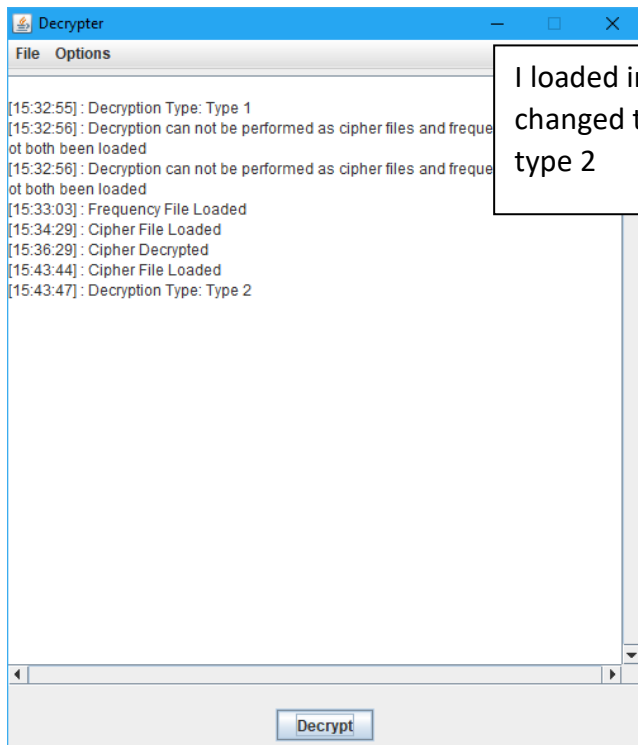 Decrypter
File Options
[15:32:55] : Decryption Type: Type 1
[15:32:56] : Decryption can not be performed as cipher files and freque
ot both been loaded
[15:32:56] : Decryption can not be performed as cipher files and freque
ot both been loaded
[15:33:03] : Frequency File Loaded
[15:34:29] : Cipher File Loaded
[15:36:29] : Cipher Decrypted
[15:43:44] : Cipher File Loaded
[15:43:47] : Decryption Type: Type 2
I loaded
changed
type 2
Decrypt